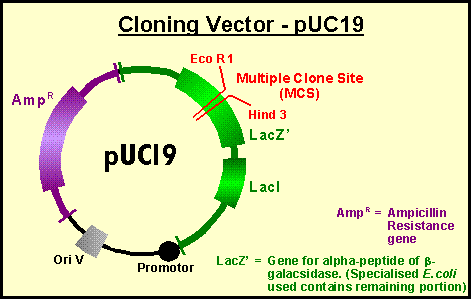 Cloning Vector - pUC19
Eco R1
Multiple Clone Site
(MCS)
Hind 3
Amp R
LacZ'
pUC19
LacI
Ori V
Promotor
Amp R = Ampicillin
Resistance
gene
LacZ' = Gene for alpha-peptide of β-
galcsidase. (Specialised E.coli
used contains remaining portion)